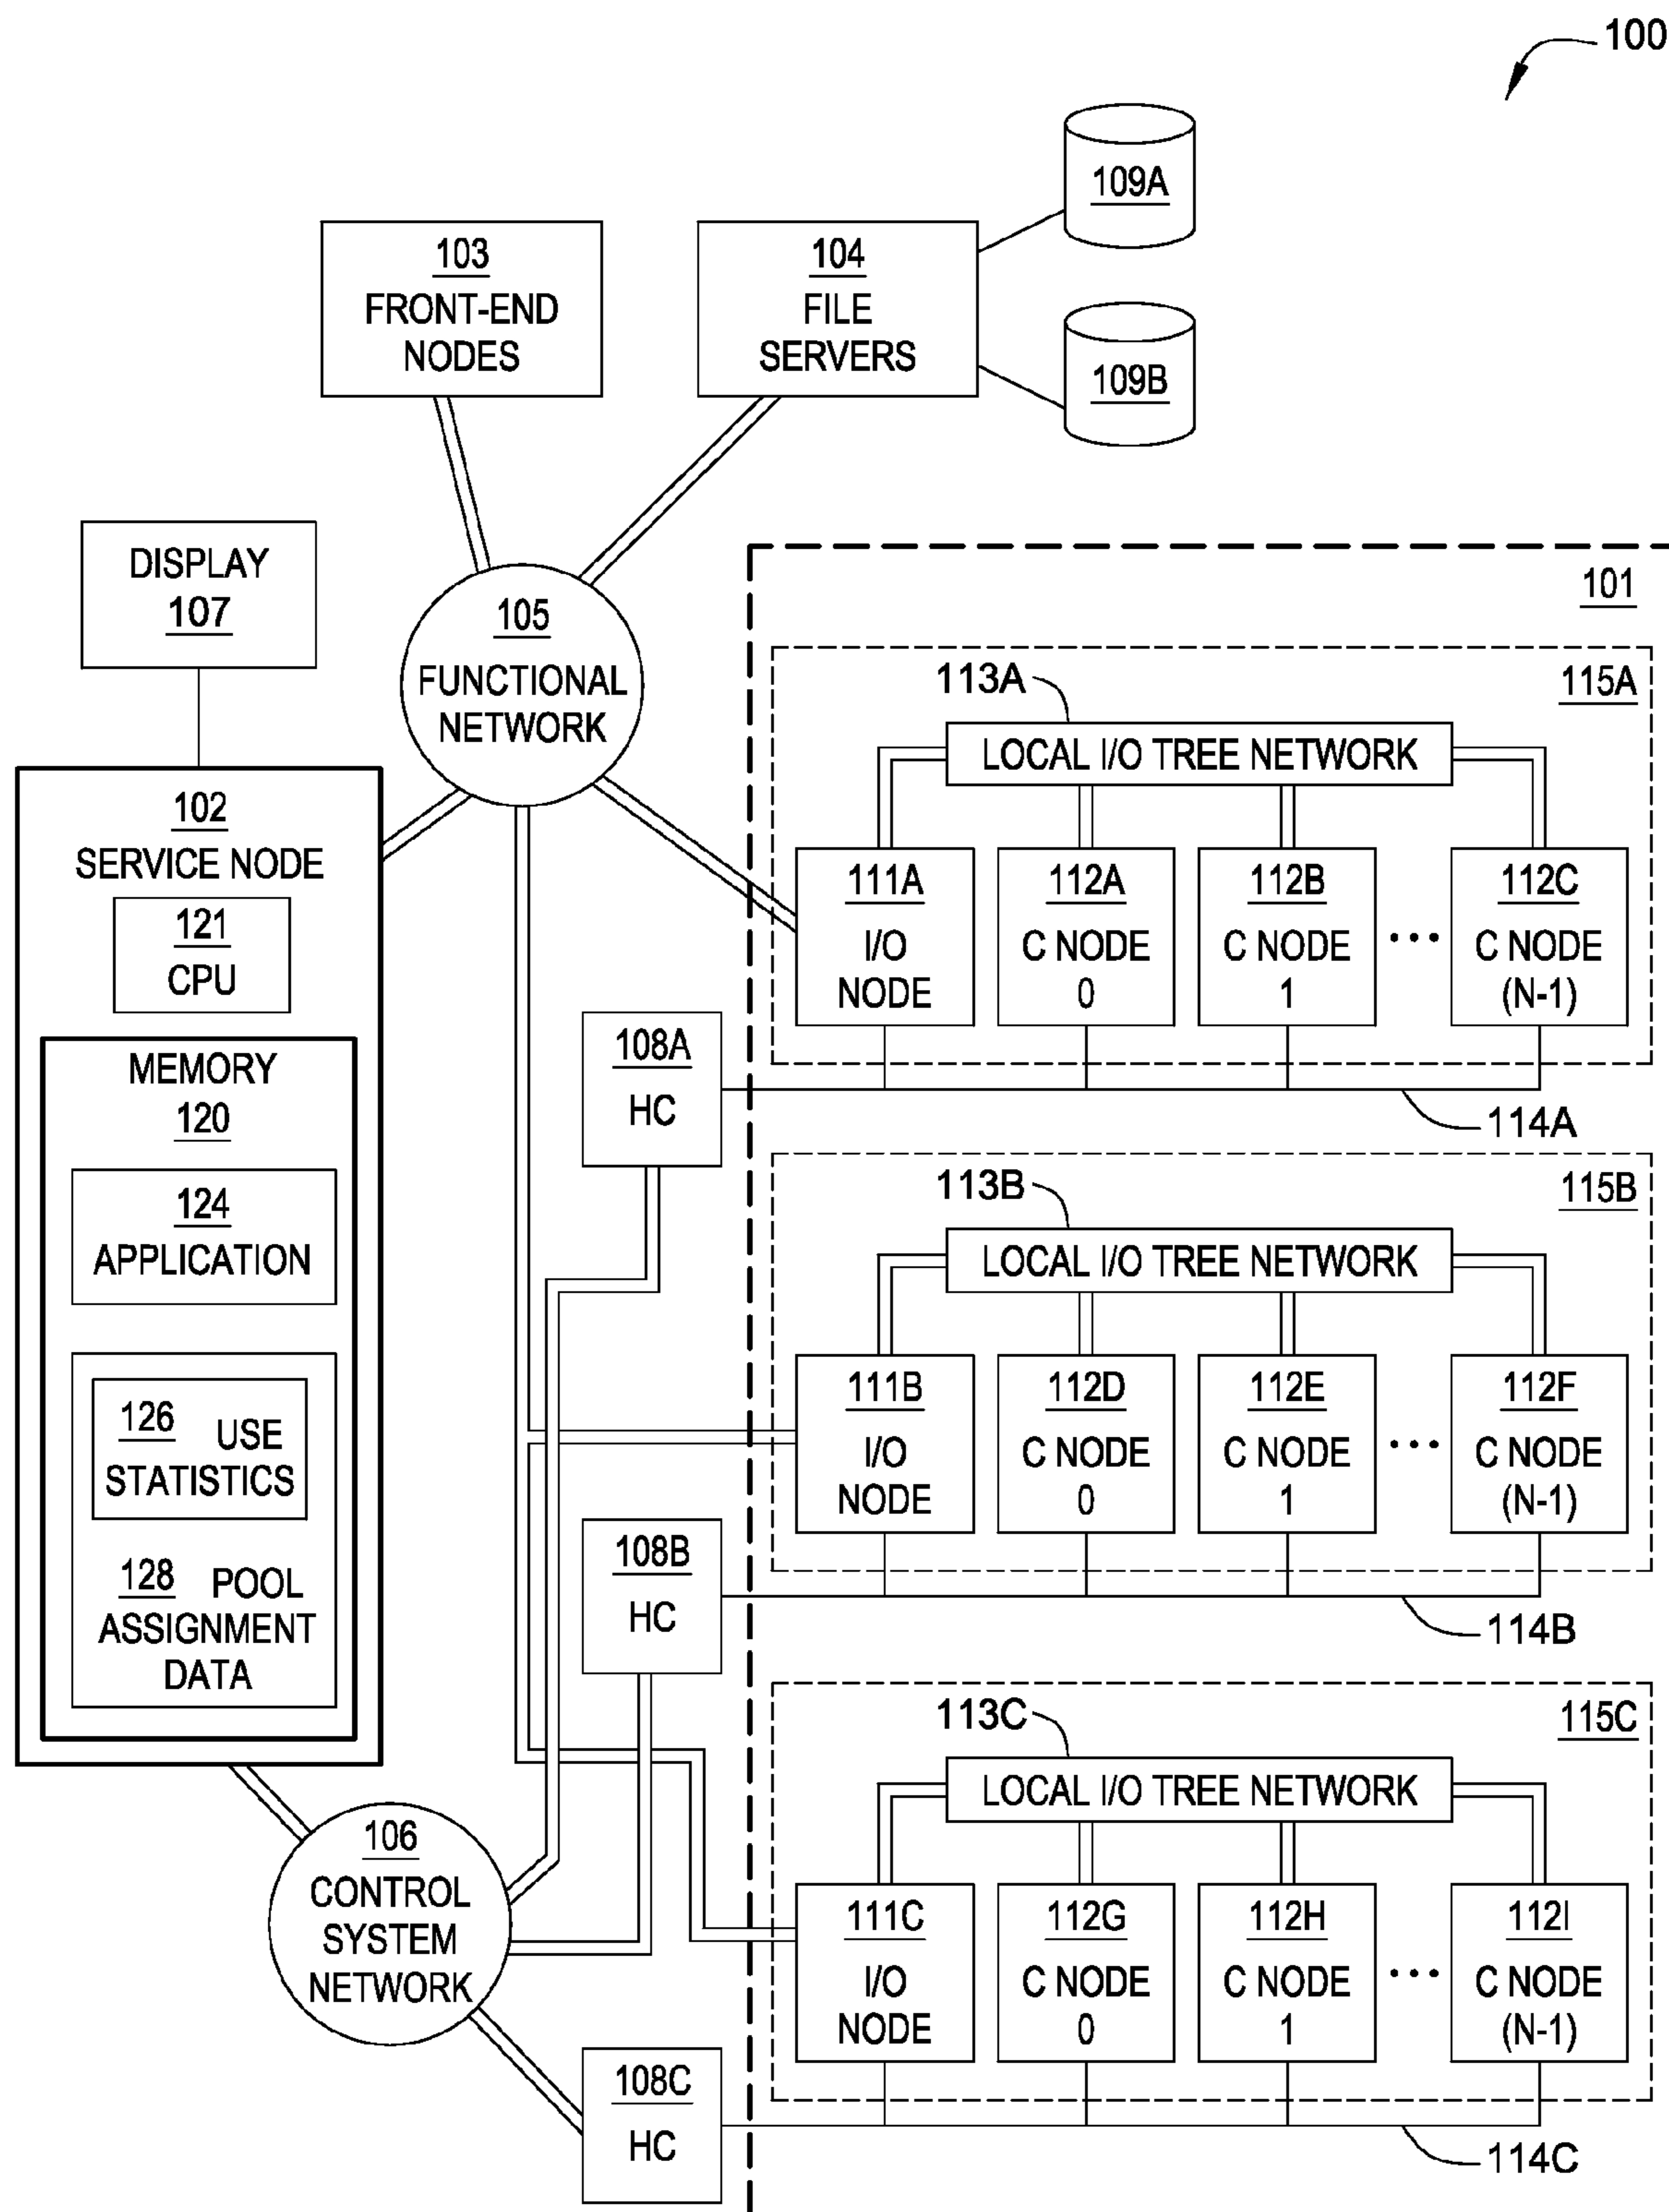 100
109A
109B
103
FRONT-END
NODES
104
FILE
SERVERS
DISPLAY
107
105
FUNCTIONAL
NETWORK
102
SERVICE NODE
121
CPU
MEMORY
120
124
APPLICATION
126 USE
STATISTICS
128 POOL
ASSIGNMENT
DATA
106
CONTROL
SYSTEM
NETWORK
108A
HC
108B
HC
108C
HC
101
115A
113A
LOCAL I/O TREE NETWORK
111A
I/O
NODE
112A
C NODE
0
112B
C NODE
1
•••
112C
C NODE
(N-1)
114A
115B
113B
LOCAL I/O TREE NETWORK
111B
I/O
NODE
112D
C NODE
0
112E
C NODE
1
•••
112F
C NODE
(N-1)
114B
115C
113C
LOCAL I/O TREE NETWORK
111C
I/O
NODE
112G
C NODE
0
112H
C NODE
1
•••
112I
C NODE
(N-1)
114C